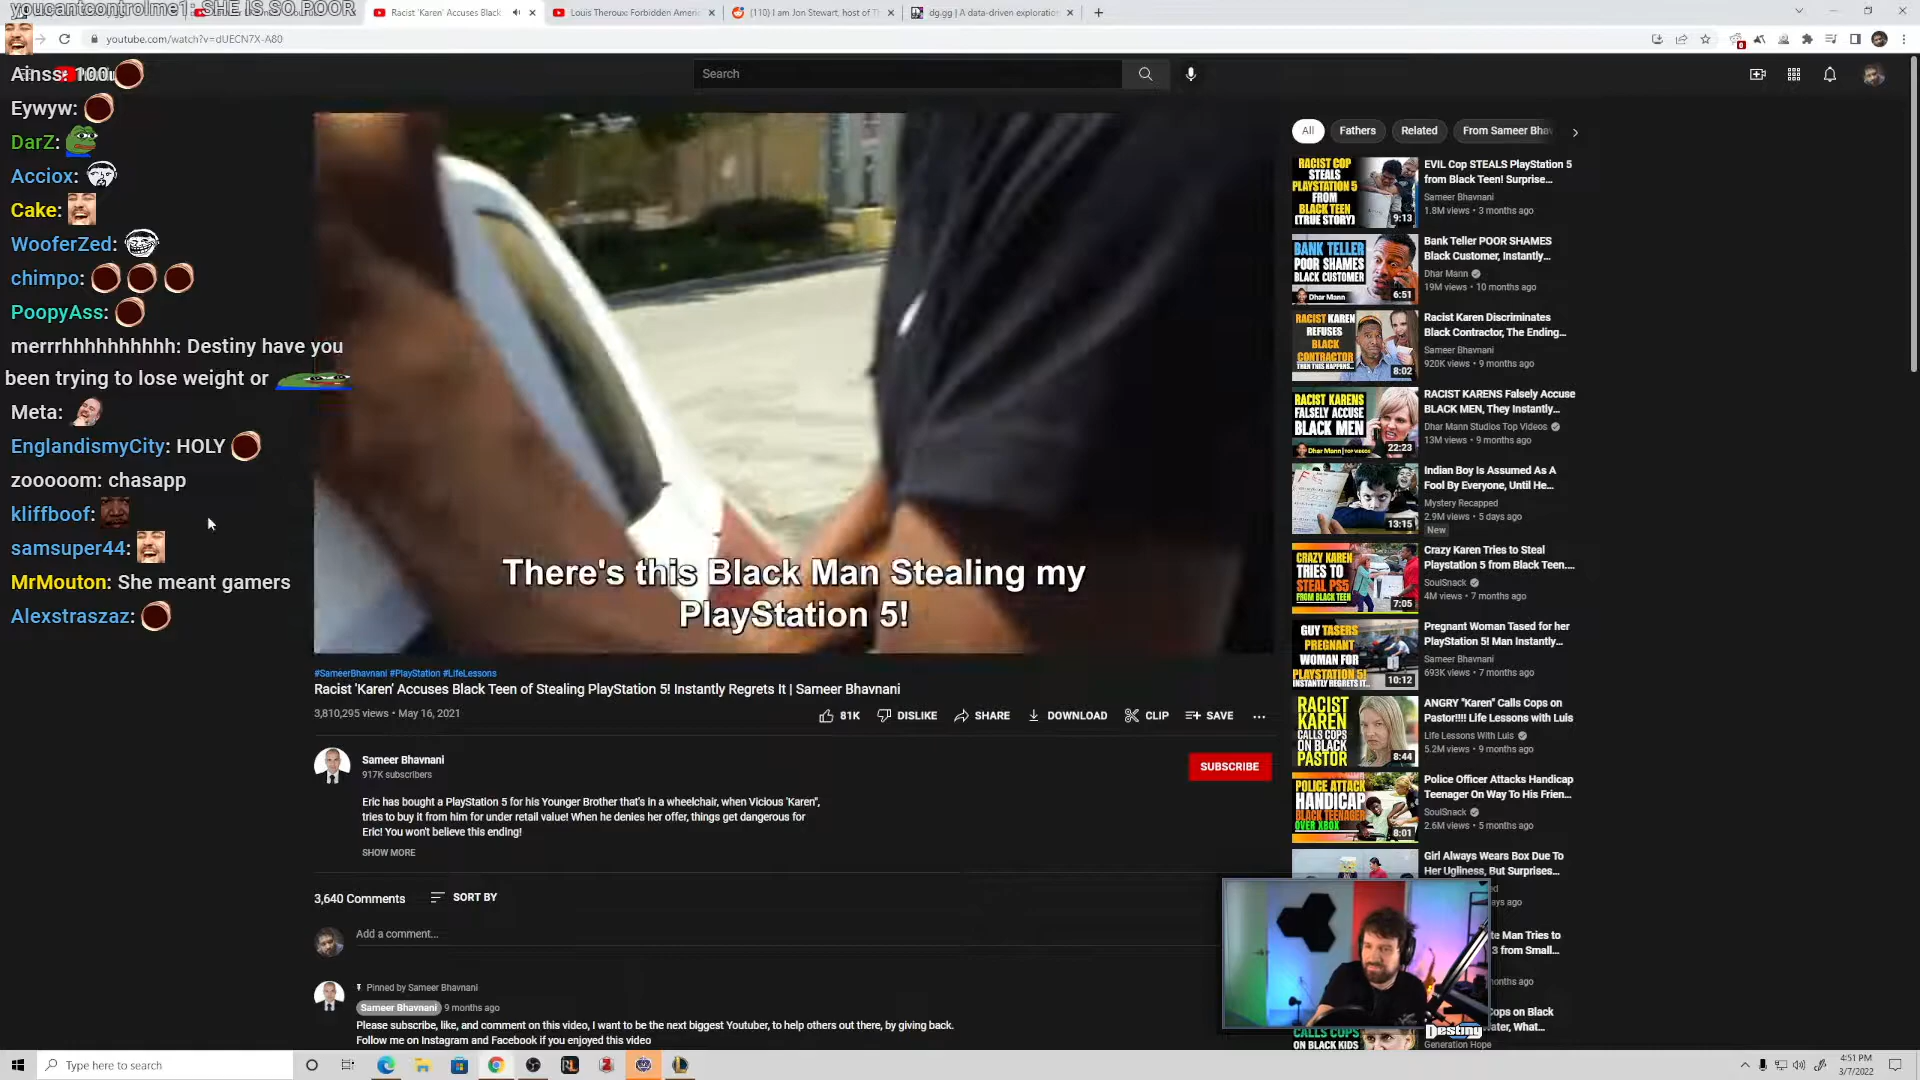 youcantcontrolme1: SHE IS SO POOR
Racist 'Karen' Accuses Black
Louis Theroux: Forbidden Ameri
(110) I am Jon Stewart, host of T
dg.gg | A data-driven exploratio
youtube.com/watch?v=dUECN7X-A80
Search
Ainss: 100
Eywyw:
DarZ:
Acciox:
Cake:
WooferZed:
chimpo:
PoopyAss:
merrrhhhhhhhhhh: Destiny have you
been trying to lose weight or
Meta:
EnglandismyCity: HOLY
zooooom: chasapp
kliffboof:
samsuper44:
MrMouton: She meant gamers
Alexstraszaz:
There's this Black Man Stealing my
PlayStation 5!
#SameerBhavnani #PlayStation #LifeLessons
Racist 'Karen' Accuses Black Teen of Stealing PlayStation 5! Instantly Regrets It | Sameer Bhavnani
3,810,295 views • May 16, 2021
81K
DISLIKE
SHARE
DOWNLOAD
CLIP
SAVE
Sameer Bhavnani
917K subscribers
SUBSCRIBE
Eric has bought a PlayStation 5 for his Younger Brother that's in a wheelchair, when Vicious 'Karen",
tries to buy it from him for under retail value! When he denies her offer, things get dangerous for
Eric! You won't believe this ending!
SHOW MORE
3,640 Comments
SORT BY
Add a comment...
Pinned by Sameer Bhavnani
Sameer Bhavnani 9 months ago
Please subscribe, like, and comment on this video, I want to be the next biggest Youtuber, to help others out there, by giving back.
Follow me on Instagram and Facebook if you enjoyed this video
All
Fathers
Related
From Sameer Bhav
RACIST COP
STEALS
PLAYSTATION 5
FROM
BLACK TEEN
(TRUE STORY)
9:13
EVIL Cop STEALS PlayStation 5
from Black Teen! Surprise...
Sameer Bhavnani
1.8M views • 3 months ago
BANK TELLER
POOR SHAMES
BLACK CUSTOMER
Dhar Mann
6:51
Bank Teller POOR SHAMES
Black Customer, Instantly...
Dhar Mann
19M views • 10 months ago
RACIST KAREN
REFUSES
BLACK
CONTRACTOR
THEN THIS HAPPENS...
8:02
Racist Karen Discriminates
Black Contractor, The Ending...
Sameer Bhavnani
920K views • 9 months ago
RACIST KARENS
FALSELY ACCUSE
BLACK MEN
Dhar Mann | TOP VIDEOS
22:23
RACIST KARENS Falsely Accuse
BLACK MEN, They Instantly...
Dhar Mann Studios Top Videos
13M views • 9 months ago
13:15
Indian Boy Is Assumed As A
Fool By Everyone, Until He...
Mystery Recapped
2.9M views • 5 days ago
New
CRAZY KAREN
TRIES TO
STEAL PS5
FROM BLACK TEEN
7:05
Crazy Karen Tries to Steal
Playstation 5 from Black Teen....
SoulSnack
4M views • 7 months ago
GUY TASERS
PREGNANT
WOMAN FOR
PLAYSTATION 5!
INSTANTLY REGRETS IT..
10:12
Pregnant Woman Tased for her
PlayStation 5! Man Instantly...
Sameer Bhavnani
693K views • 7 months ago
RACIST
KAREN
CALLS COPS
ON BLACK
PASTOR
8:44
ANGRY "Karen" Calls Cops on
Pastor!!!! Life Lessons with Luis
Life Lessons With Luis
5.2M views • 9 months ago
POLICE ATTACK
HANDICAP
BLACK TEENAGER
OVER XBOX
8:01
Police Officer Attacks Handicap
Teenager On Way To His Frien...
SoulSnack
2.6M views • 5 months ago
Girl Always Wears Box Due To
Her Ugliness, But Surprises...
ays ago
te Man Tries to
3 from Small...
onths ago
ops on Black
ater, What...
Generation Hope
CALLS COPS
ON BLACK KIDS
Destiny
Type here to search
4:51 PM
3/7/2022